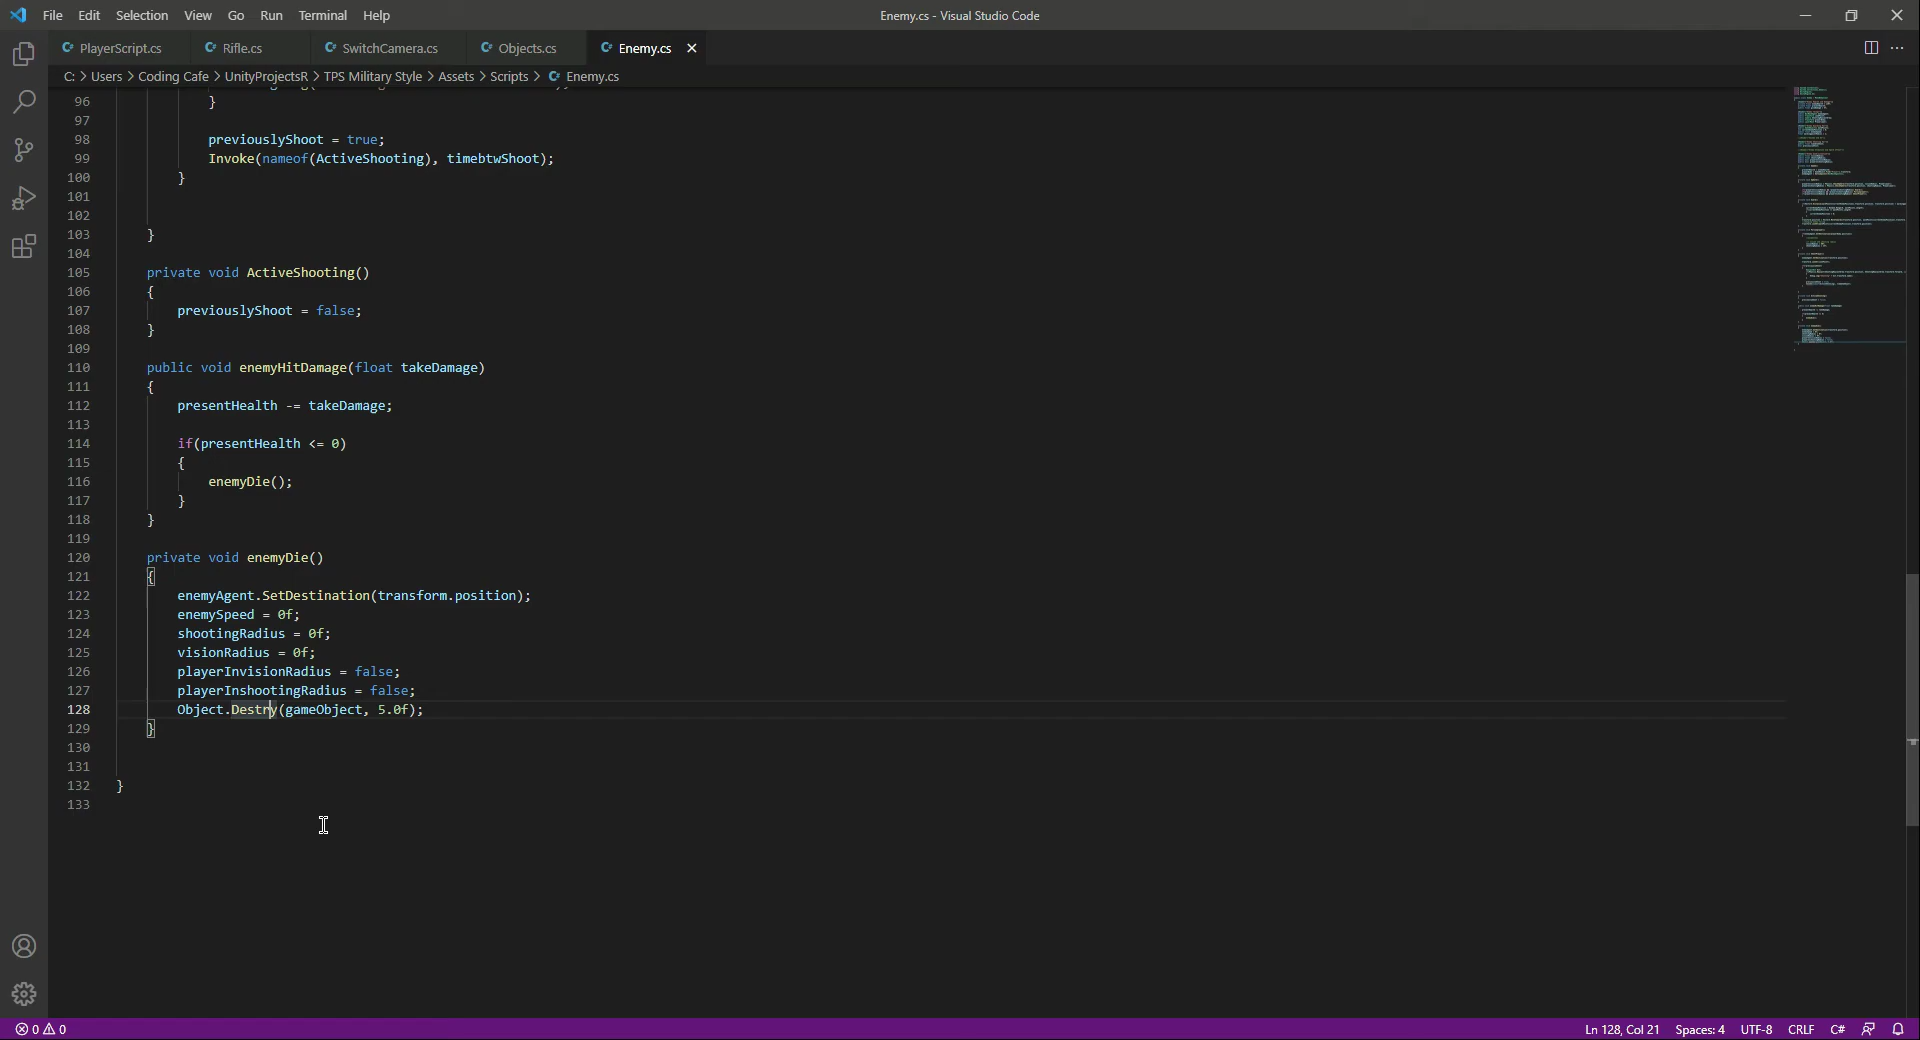 File Edit Selection View Go Run Terminal Help
Enemy.cs - Visual Studio Code
PlayerScript.cs Rifle.cs SwitchCamera.cs Objects.cs Enemy.cs
C: > Users > Coding Cafe > UnityProjectsR > TPS Military Style > Assets > Scripts > Enemy.cs
96 }
97
98 previouslyShoot = true;
99 Invoke(nameof(ActiveShooting), timebtwShoot);
100 }
101
102
103 }
104
105 private void ActiveShooting()
106 {
107 previouslyShoot = false;
108 }
109
110 public void enemyHitDamage(float takeDamage)
111 {
112 presentHealth -= takeDamage;
113
114 if(presentHealth <= 0)
115 {
116 enemyDie();
117 }
118 }
119
120 private void enemyDie()
121 {
122 enemyAgent.SetDestination(transform.position);
123 enemySpeed = 0f;
124 shootingRadius = 0f;
125 visionRadius = 0f;
126 playerInvisionRadius = false;
127 playerInshootingRadius = false;
128 Object.Destry(gameObject, 5.0f);
129 }
130
131
132 }
133
0 0
Ln 128, Col 21 Spaces: 4 UTF-8 CRLF C#